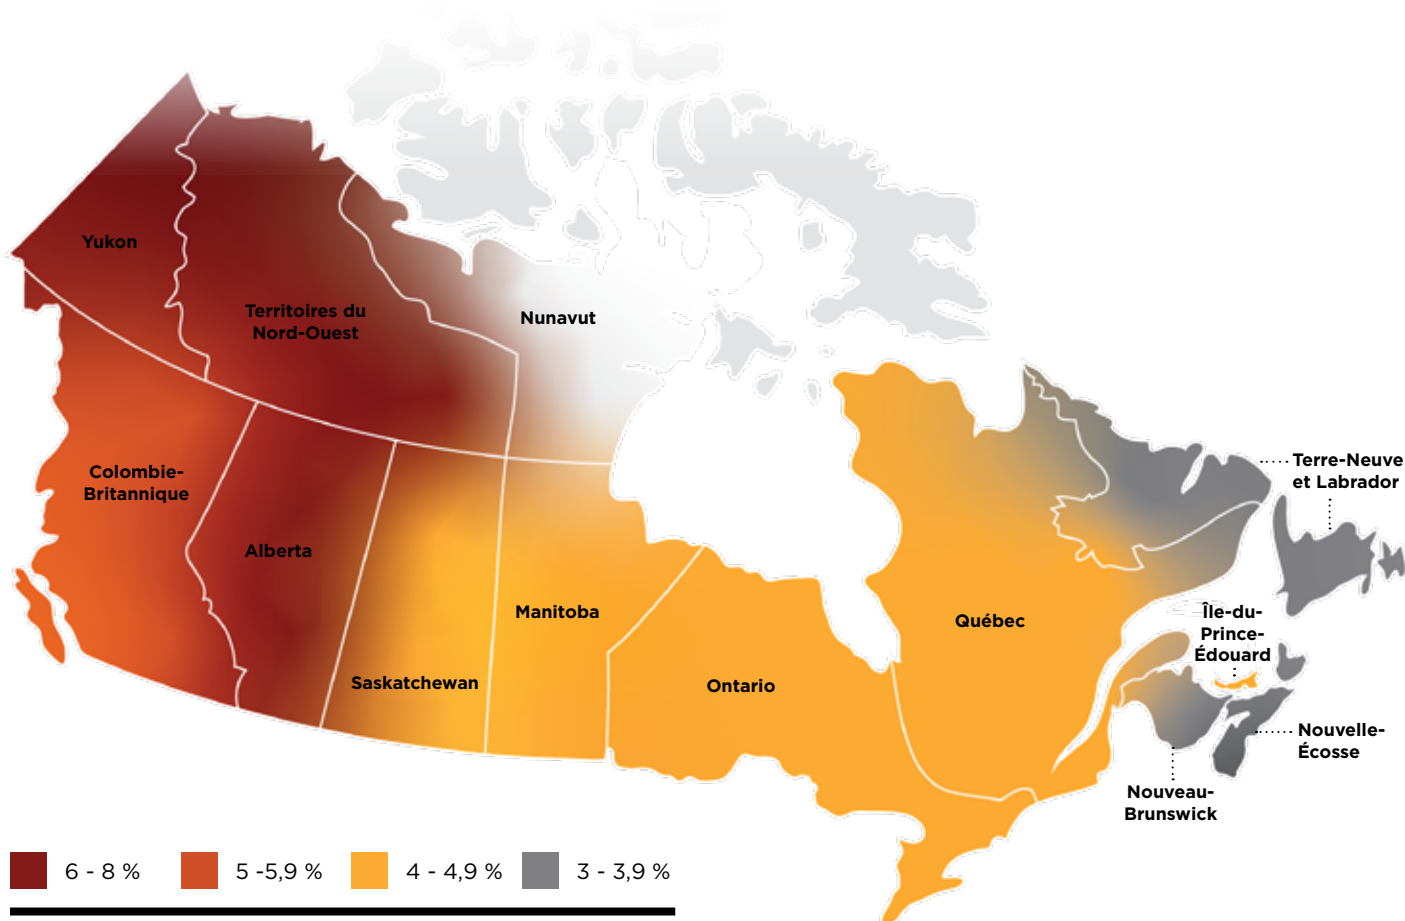 Yukon
Territoires du
Nord-Ouest
Nunavut
Colombie-
Britannique
Alberta
Saskatchewan
Manitoba
Ontario
Québec
Terre-Neuve
et Labrador
Île-du-
Prince-
Édouard
Nouvelle-
Écosse
Nouveau-
Brunswick
6 - 8 %
5 -5,9 %
4 - 4,9 %
3 - 3,9 %